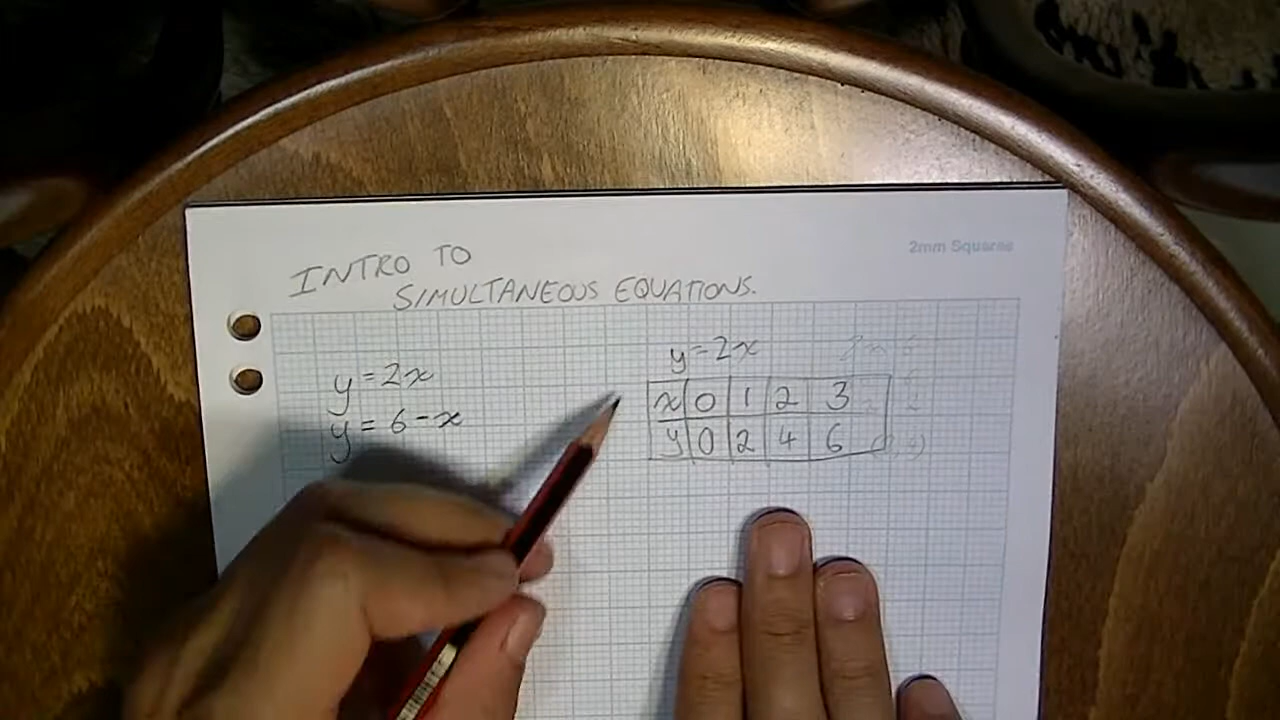 2mm Squares
INTRO TO
SIMULTANEOUS EQUATIONS.
y=2x
y = 6-x
y=2x
x 0 1 2 3
y 0 2 4 6